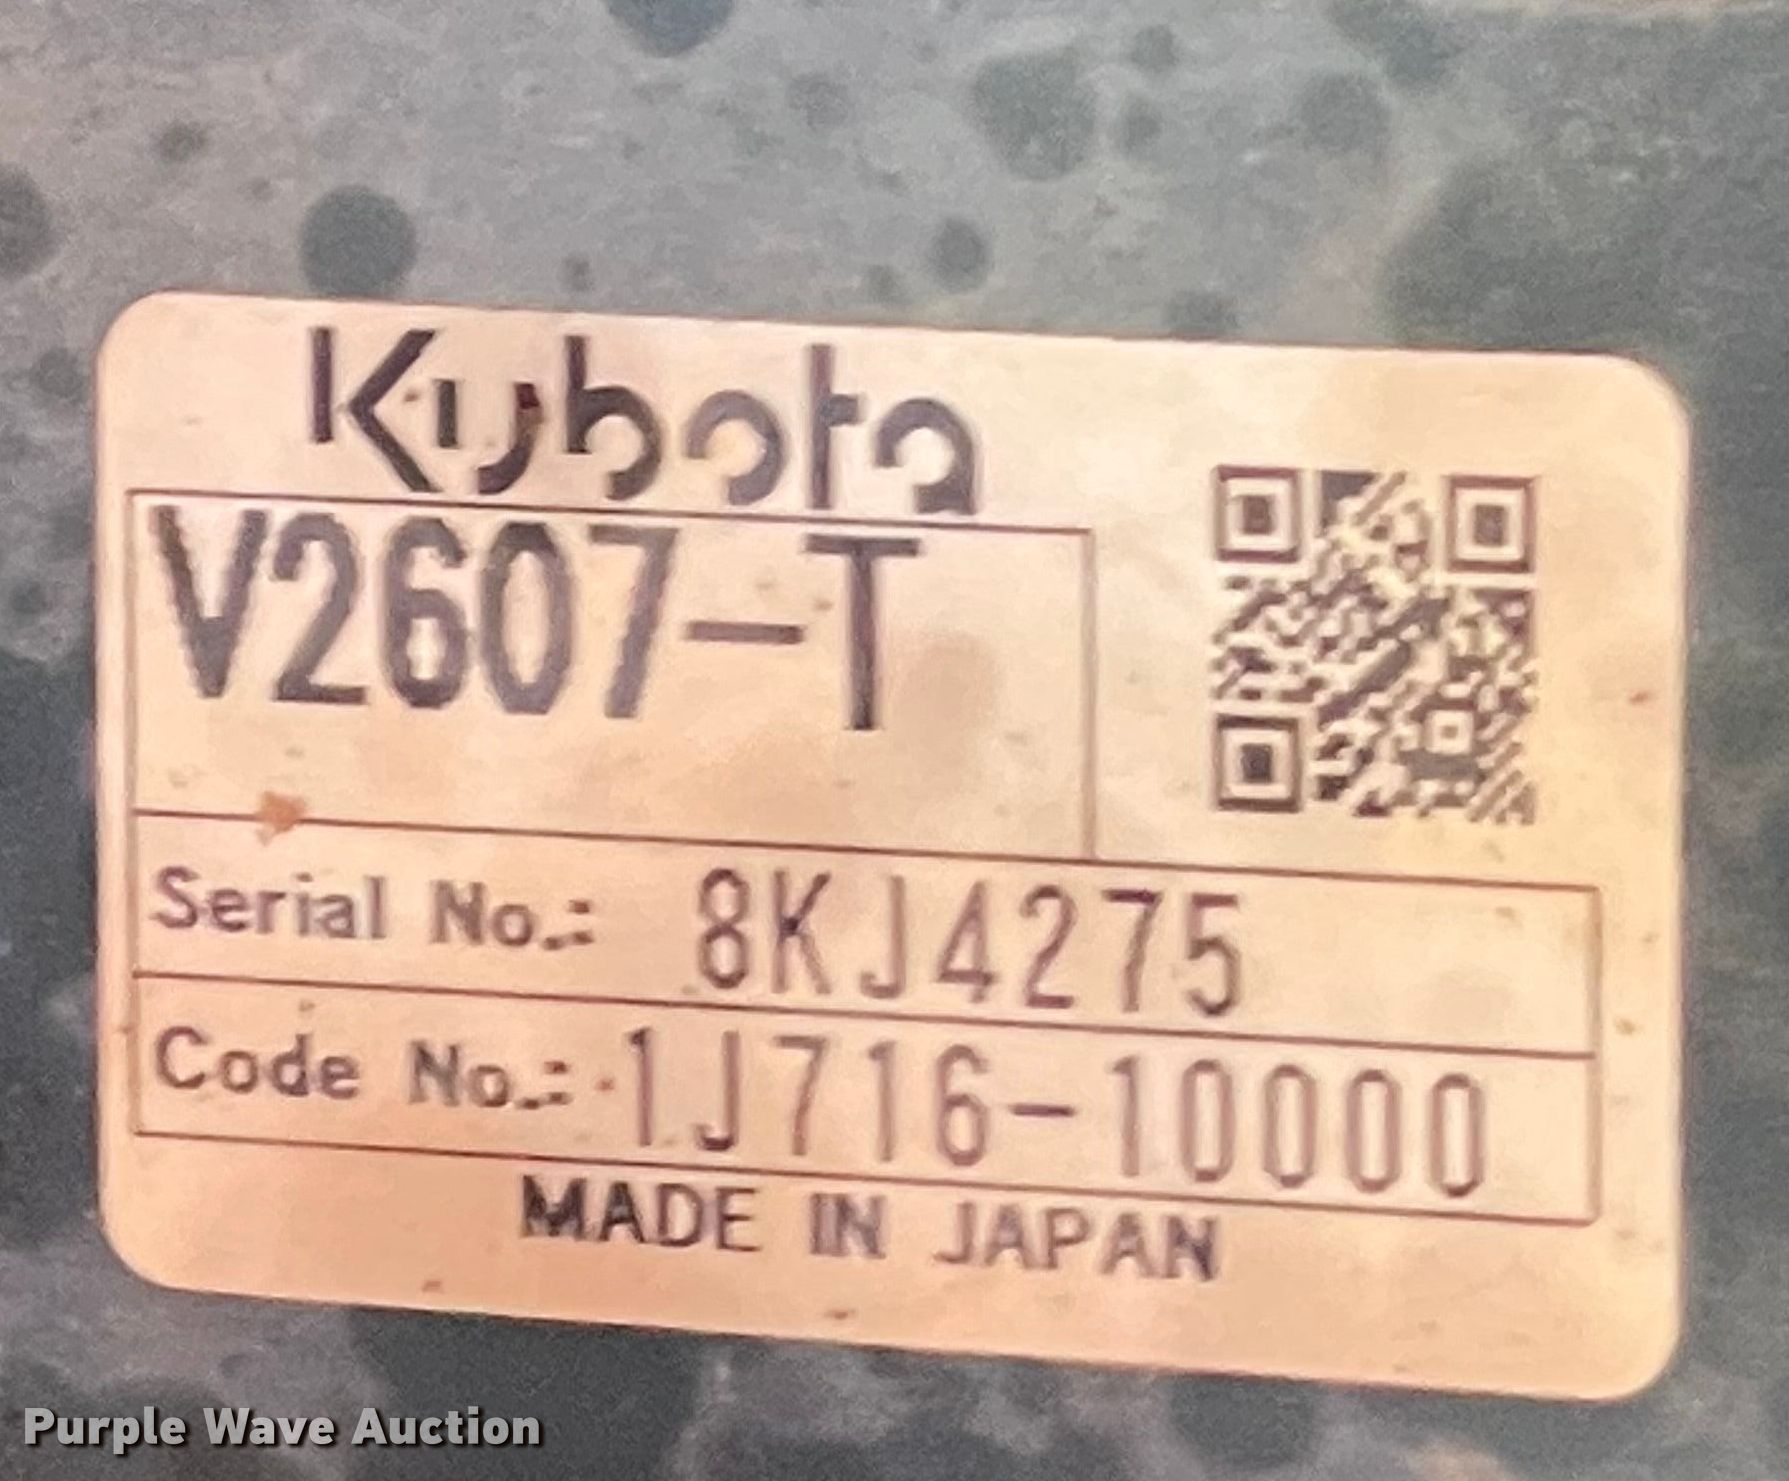 Kubota
V2607-T
Serial No.: 8KJ4275
Code No.: 1J716-10000
MADE IN JAPAN
Purple Wave Auction